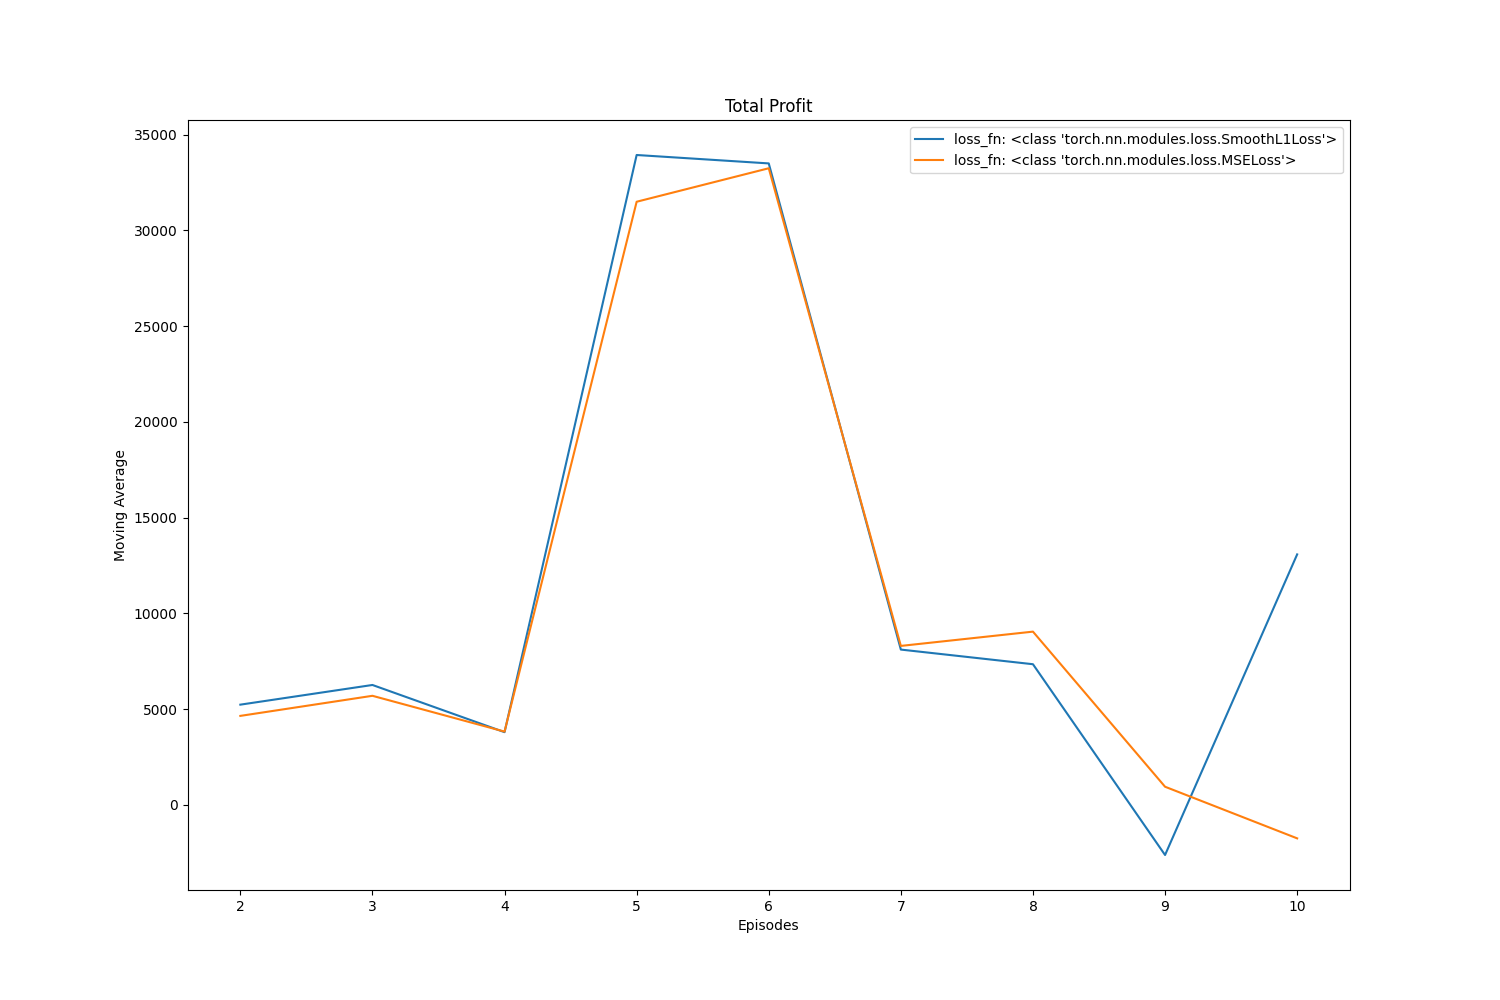 Total Profit
loss_fn: <class 'torch.nn.modules.loss.SmoothL1Loss'>
loss_fn: <class 'torch.nn.modules.loss.MSELoss'>
35000
30000
25000
20000
15000
10000
5000
0
Moving Average
2 3 4 5 6 7 8 9 10
Episodes